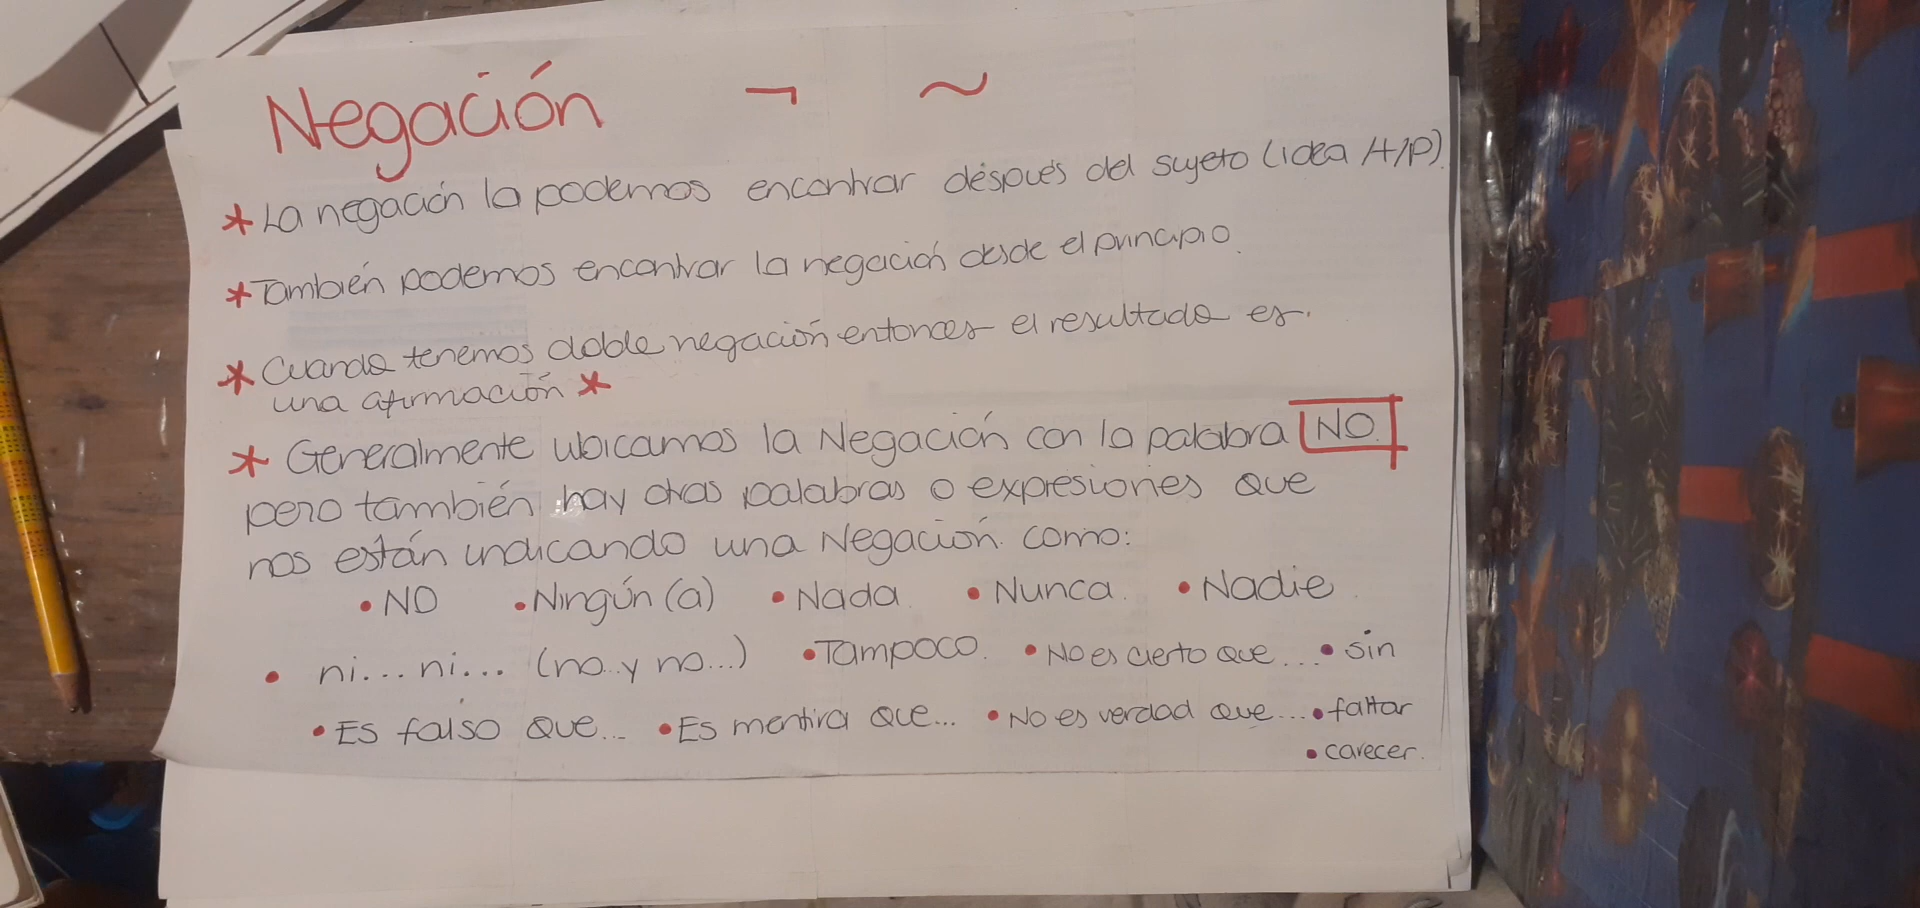 Negación ¬ ~
* La negación la podemos encontrar después del sujeto (idea H/P).
* También podemos encontrar la negación desde el principio.
* Cuando tenemos doble negación entonces el resultado es.
una afirmación *
* Generalmente ubicamos la Negación con la palabra NO.
pero también hay otras palabras o expresiones que
nos están indicando una Negación como:
• NO • Ningún (a) • Nada. • Nunca. • Nadie.
• ni... ni... (no..y no...) • Tampoco. • No es cierto que... • sin
• Es falso que... • Es mentira que... • No es verdad que... • faltar
• carecer.